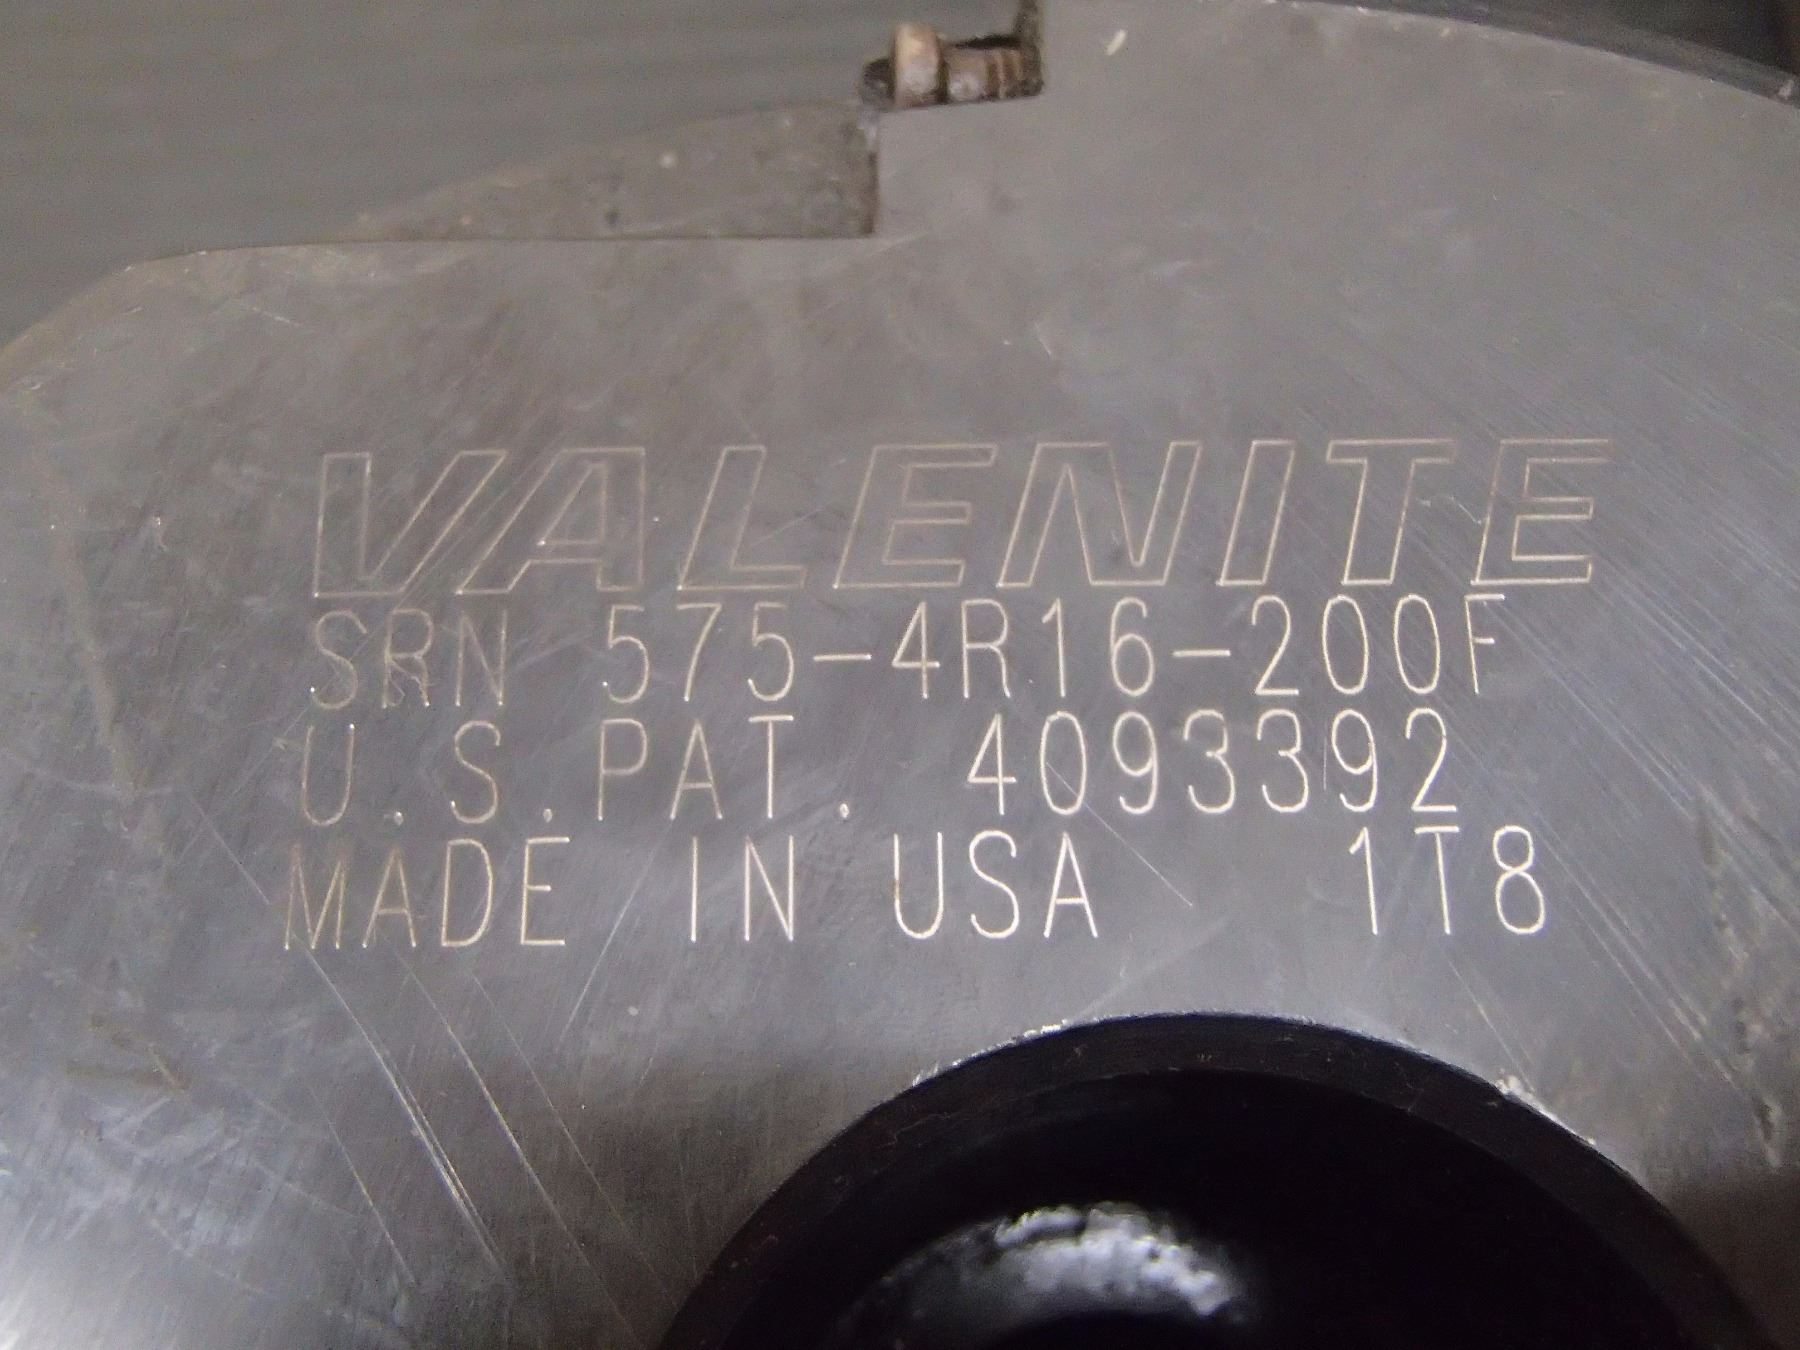 VALENITE
SRN 575-4R16-200F
U.S.PAT. 4093392
MADE IN USA 1T8